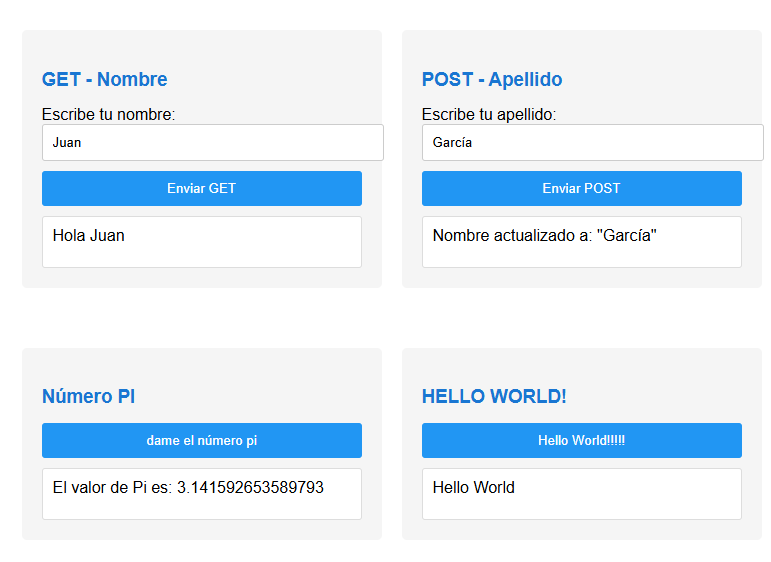 GET - Nombre
Escribe tu nombre:
Juan
Enviar GET
Hola Juan
POST - Apellido
Escribe tu apellido:
García
Enviar POST
Nombre actualizado a: "García"
Número PI
dame el número pi
El valor de Pi es: 3.141592653589793
HELLO WORLD!
Hello World!!!!!
Hello World